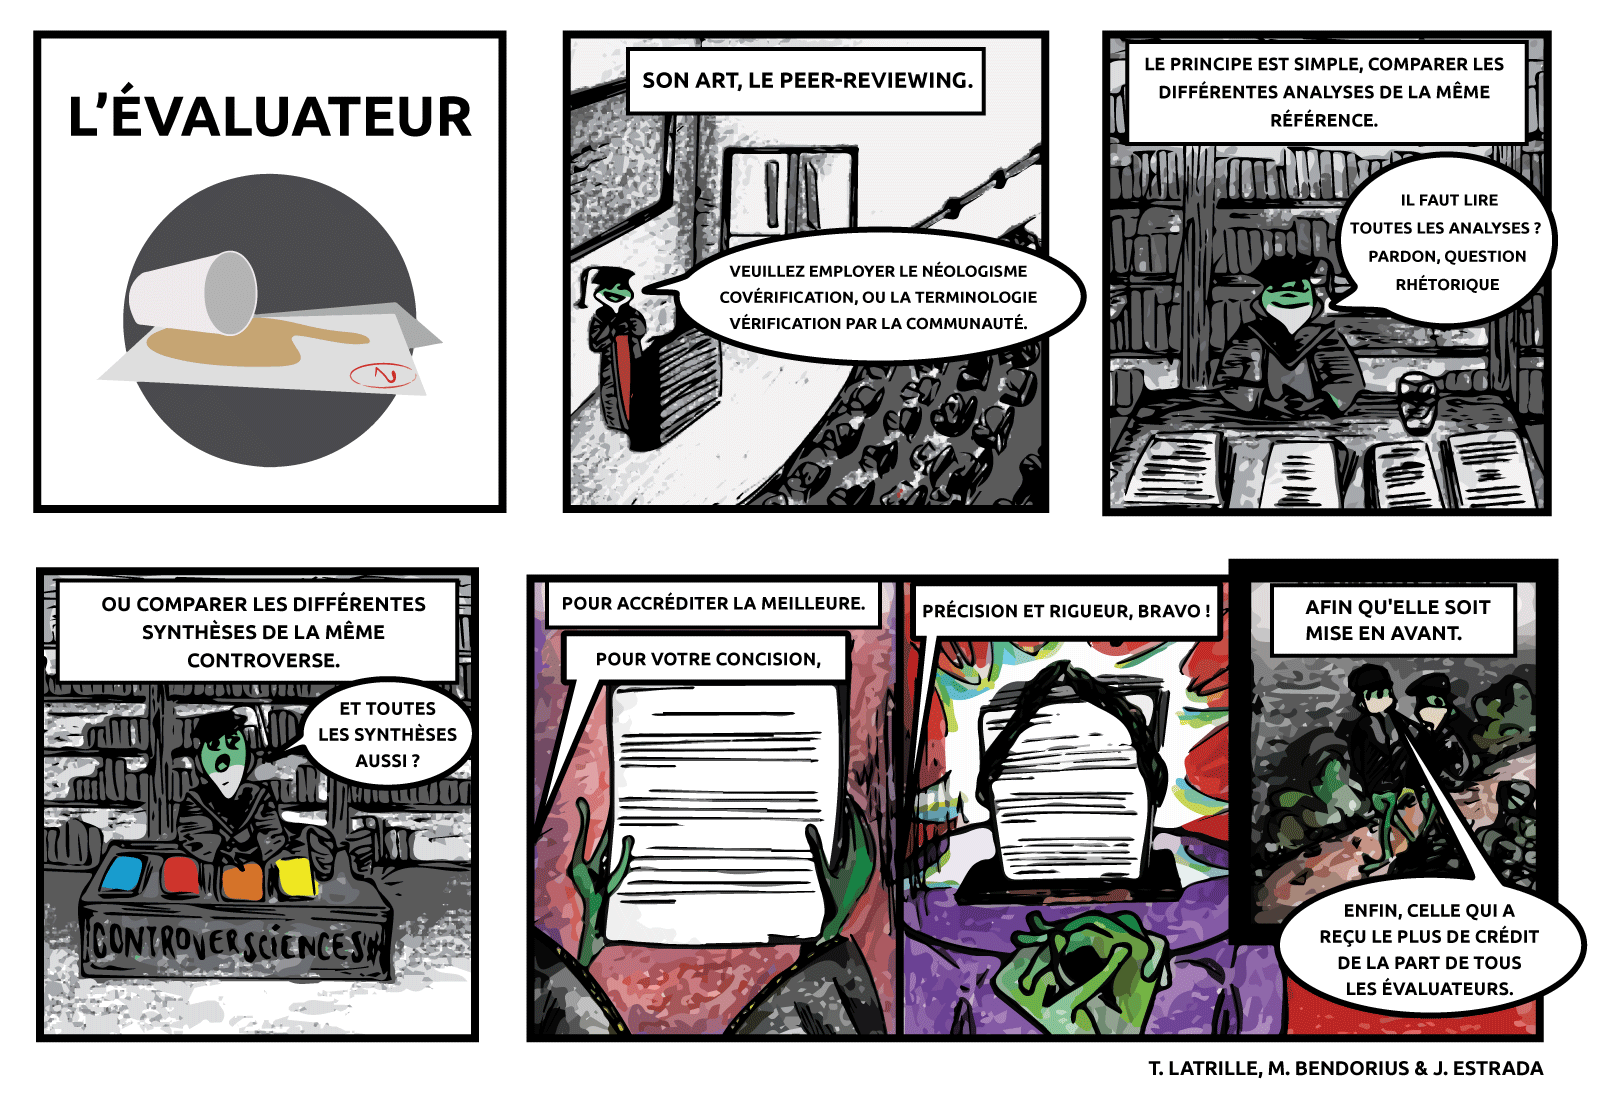 L'ÉVALUATEUR
2
SON ART, LE PEER-REVIEWING.
VEUILLEZ EMPLOYER LE NÉOLOGISME
COVÉRIFICATION, OU LA TERMINOLOGIE
VÉRIFICATION PAR LA COMMUNAUTÉ.
LE PRINCIPE EST SIMPLE, COMPARER LES
DIFFÉRENTES ANALYSES DE LA MÊME
RÉFÉRENCE.
IL FAUT LIRE
TOUTES LES ANALYSES ?
PARDON, QUESTION
RHÉTORIQUE
OU COMPARER LES DIFFÉRENTES
SYNTHÈSES DE LA MÊME
CONTROVERSE.
ET TOUTES
LES SYNTHÈSES
AUSSI ?
CONTROVERSCIENCES
POUR ACCRÉDITER LA MEILLEURE.
POUR VOTRE CONCISION,
PRÉCISION ET RIGUEUR, BRAVO !
AFIN QU'ELLE SOIT
MISE EN AVANT.
ENFIN, CELLE QUI A
REÇU LE PLUS DE CRÉDIT
DE LA PART DE TOUS
LES ÉVALUATEURS.
T. LATRILLE, M. BENDORIUS & J. ESTRADA